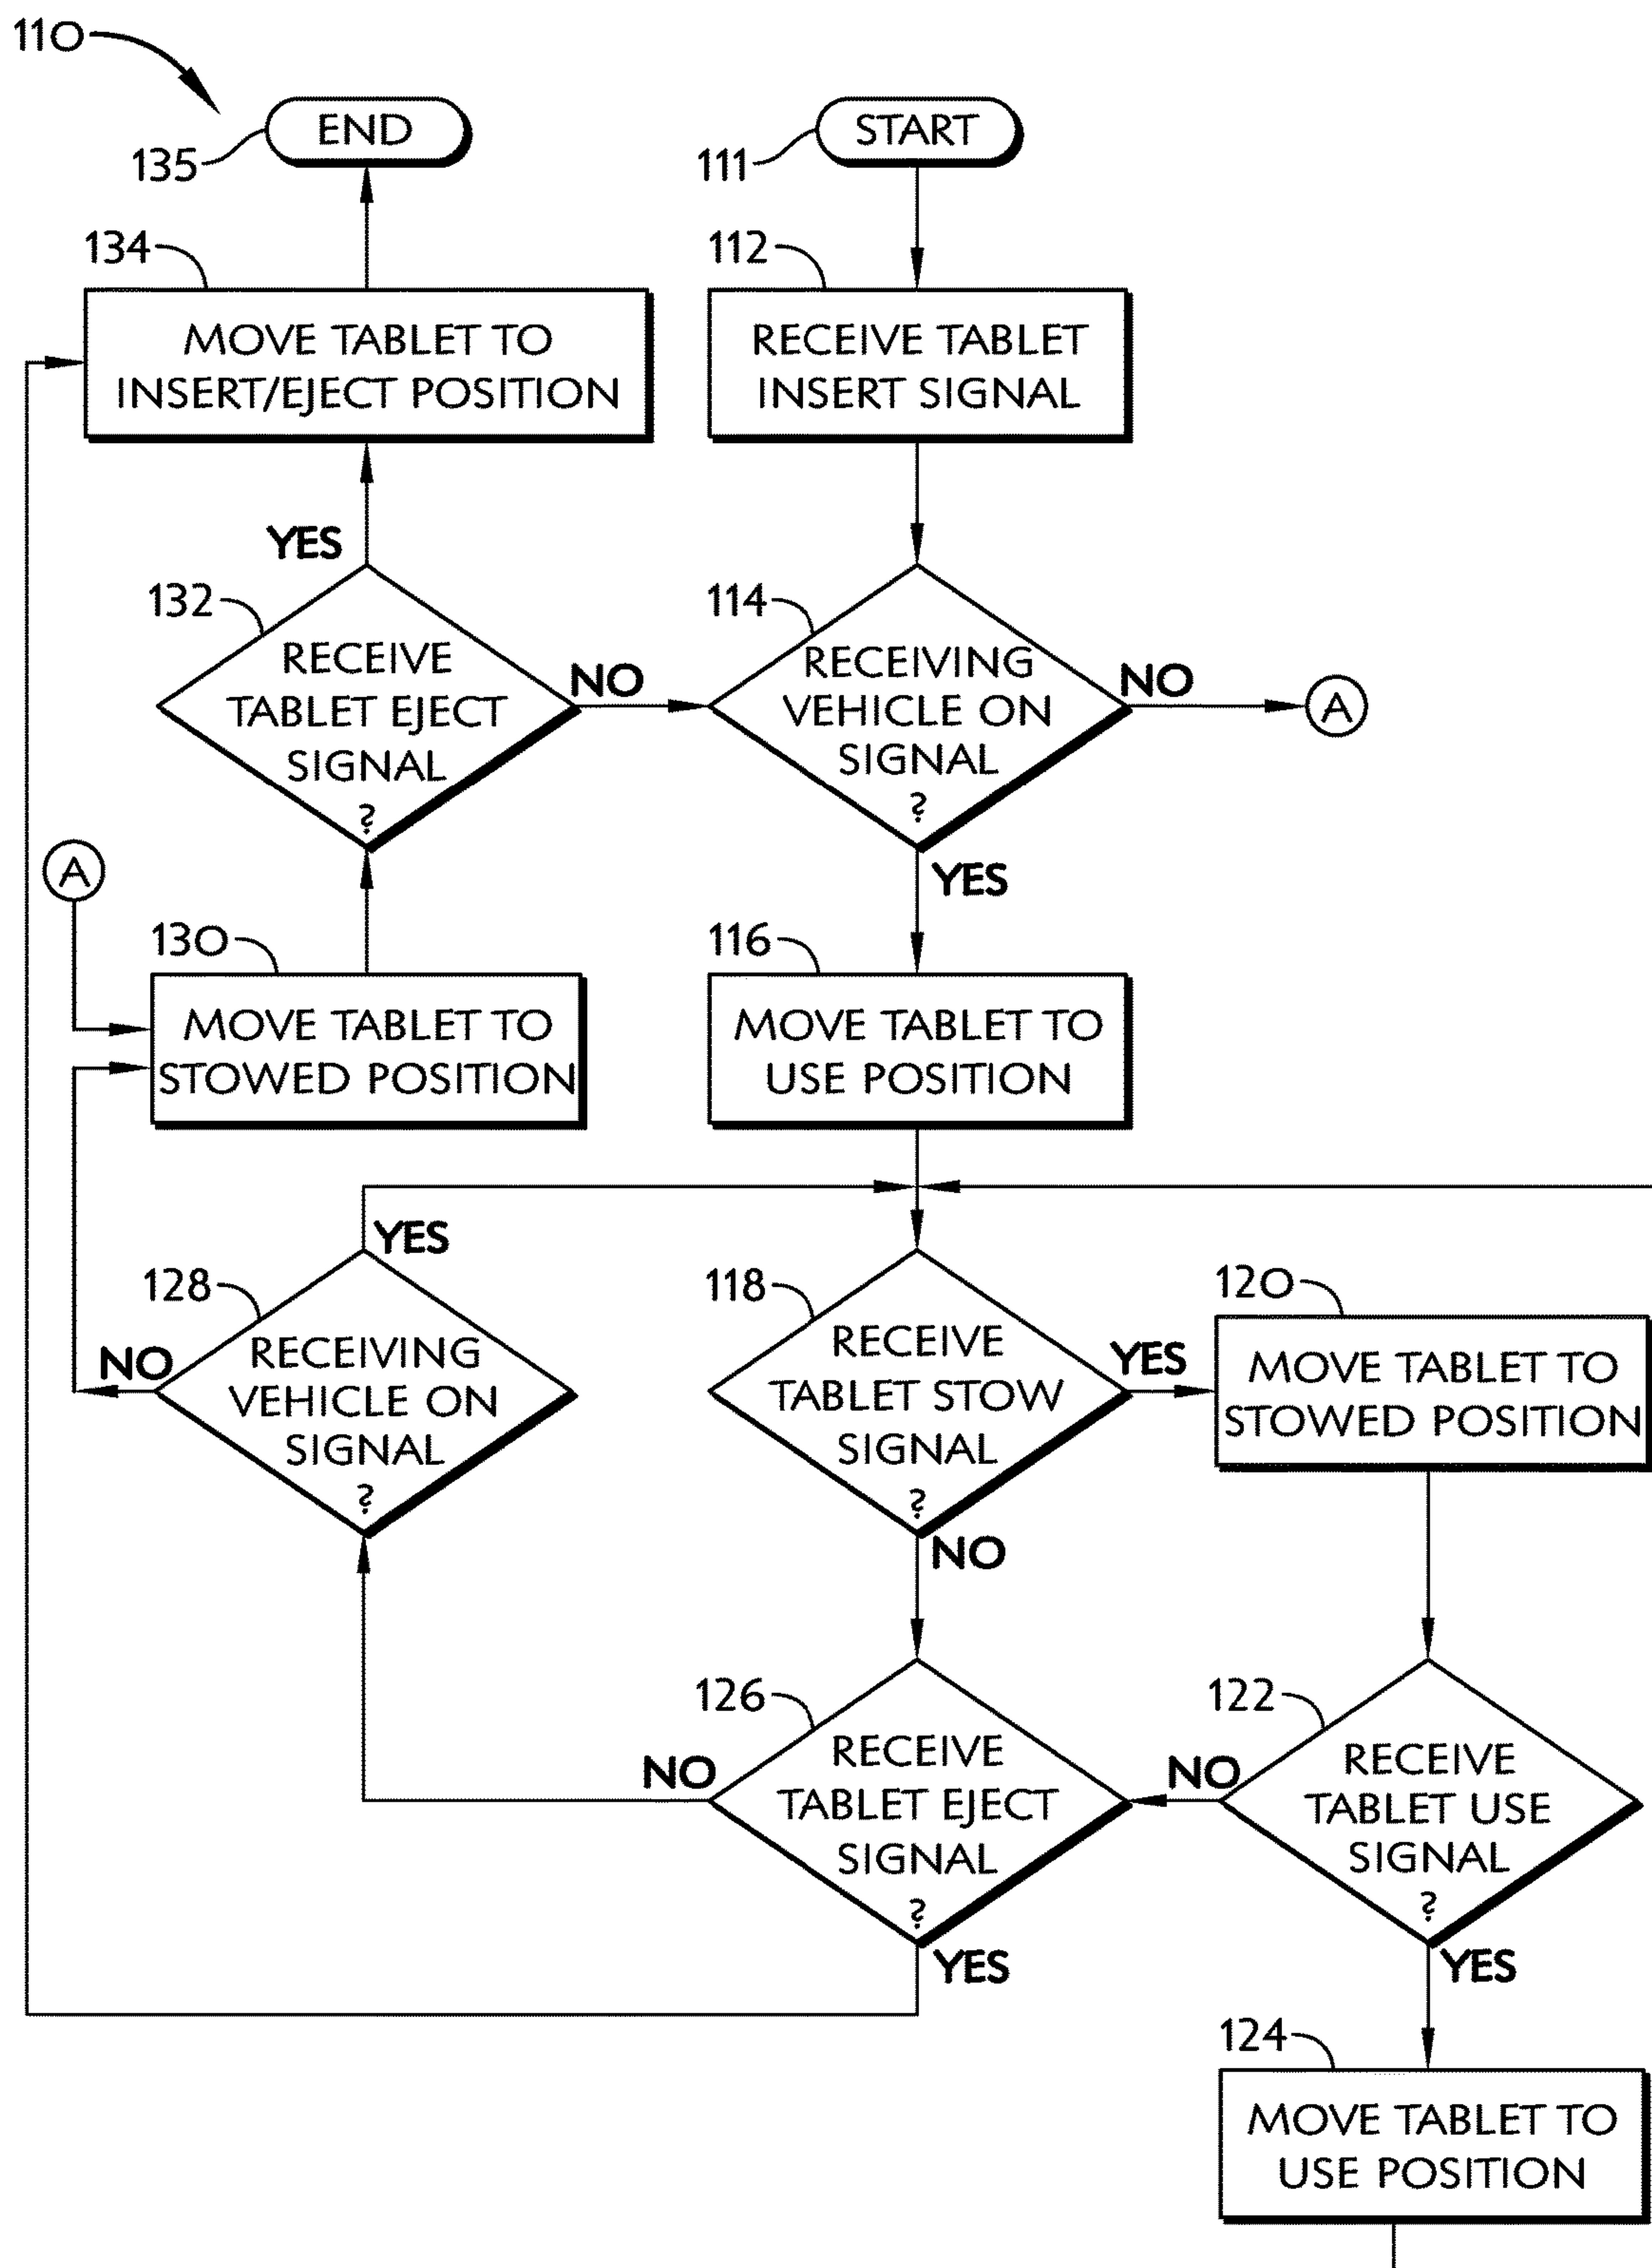 110
END
135
START
111
134
MOVE TABLET TO
INSERT/EJECT POSITION
112
RECEIVE TABLET
INSERT SIGNAL
YES
132
RECEIVE
TABLET EJECT
SIGNAL
?
NO
114
RECEIVING
VEHICLE ON
SIGNAL
?
NO
A
YES
A
130
MOVE TABLET TO
STOWED POSITION
116
MOVE TABLET TO
USE POSITION
YES
128
RECEIVING
VEHICLE ON
SIGNAL
?
NO
118
RECEIVE
TABLET STOW
SIGNAL
?
YES
NO
120
MOVE TABLET TO
STOWED POSITION
126
RECEIVE
TABLET EJECT
SIGNAL
?
NO
YES
122
RECEIVE
TABLET USE
SIGNAL
?
NO
YES
124
MOVE TABLET TO
USE POSITION